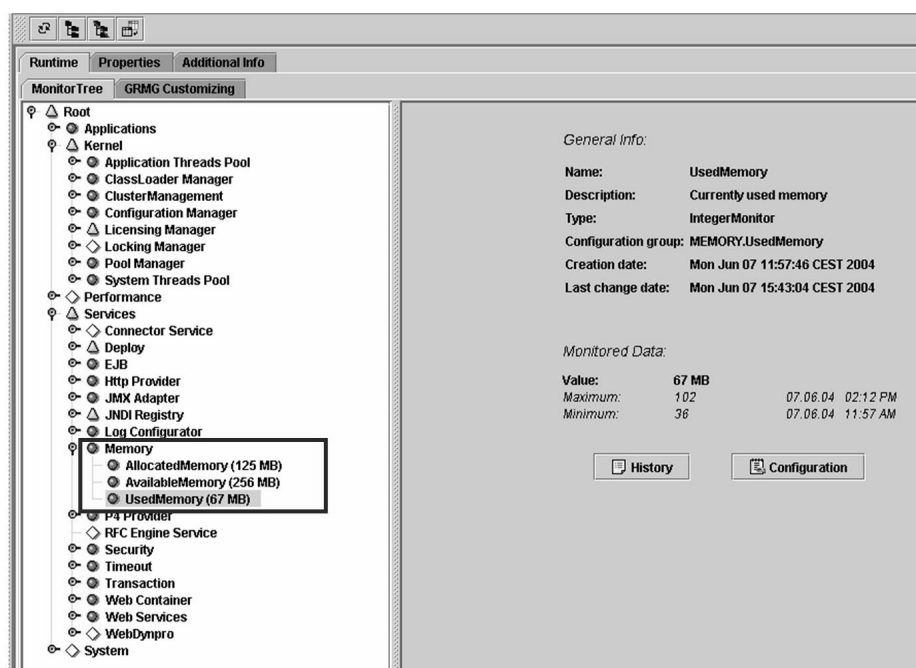 Runtime Properties Additional Info
MonitorTree GRMG Customizing
Root
Applications
Kernel
Application Threads Pool
ClassLoader Manager
ClusterManagement
Configuration Manager
Licensing Manager
Locking Manager
Pool Manager
System Threads Pool
Performance
Services
Connector Service
Deploy
EJB
Http Provider
JMX Adapter
JNDI Registry
Log Configurator
Memory
AllocatedMemory (125 MB)
AvailableMemory (256 MB)
UsedMemory (67 MB)
P4 Provider
RFC Engine Service
Security
Timeout
Transaction
Web Container
Web Services
WebDynpro
System
General Info:
Name: UsedMemory
Description: Currently used memory
Type: IntegerMonitor
Configuration group: MEMORY.UsedMemory
Creation date: Mon Jun 07 11:57:46 CEST 2004
Last change date: Mon Jun 07 15:43:04 CEST 2004
Monitored Data:
Value: 67 MB
Maximum: 102 07.06.04 02:12 PM
Minimum: 36 07.06.04 11:57 AM
History Configuration